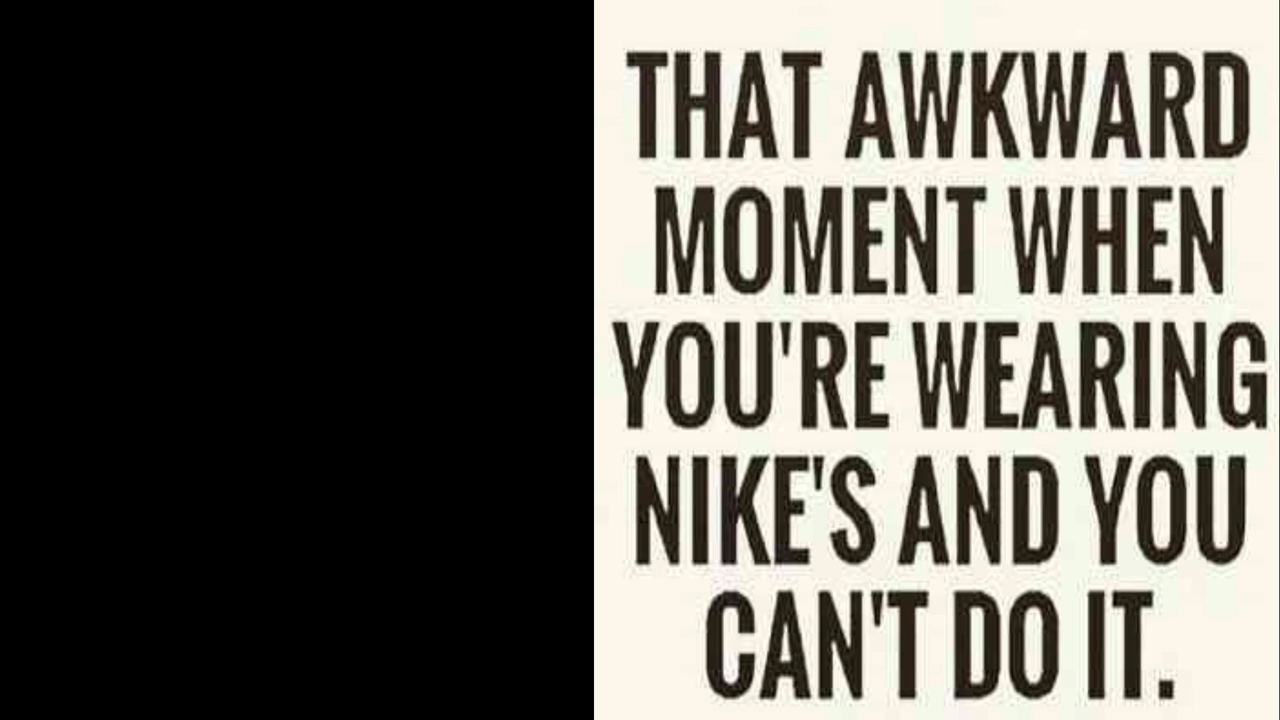 THAT AWKWARD
MOMENT WHEN
YOU'RE WEARING
NIKE'S AND YOU
CAN'T DO IT.